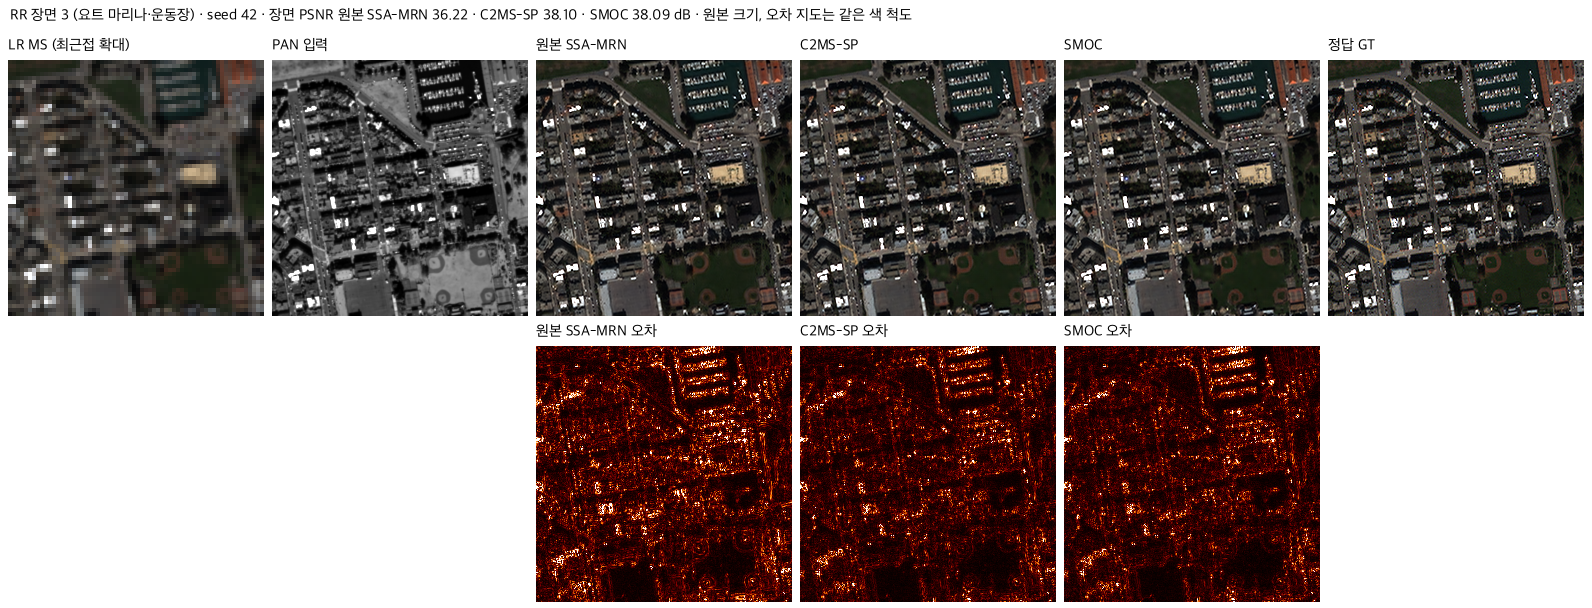 RR 장면 3 (요트 마리나·운동장) · seed 42 · 장면 PSNR 원본 SSA-MRN 36.22 · C2MS-SP 38.10 · SMOC 38.09 dB · 원본 크기, 오차 지도는 같은 색 척도
LR MS (최근접 확대)
PAN 입력
원본 SSA-MRN
C2MS-SP
SMOC
정답 GT
원본 SSA-MRN 오차
C2MS-SP 오차
SMOC 오차